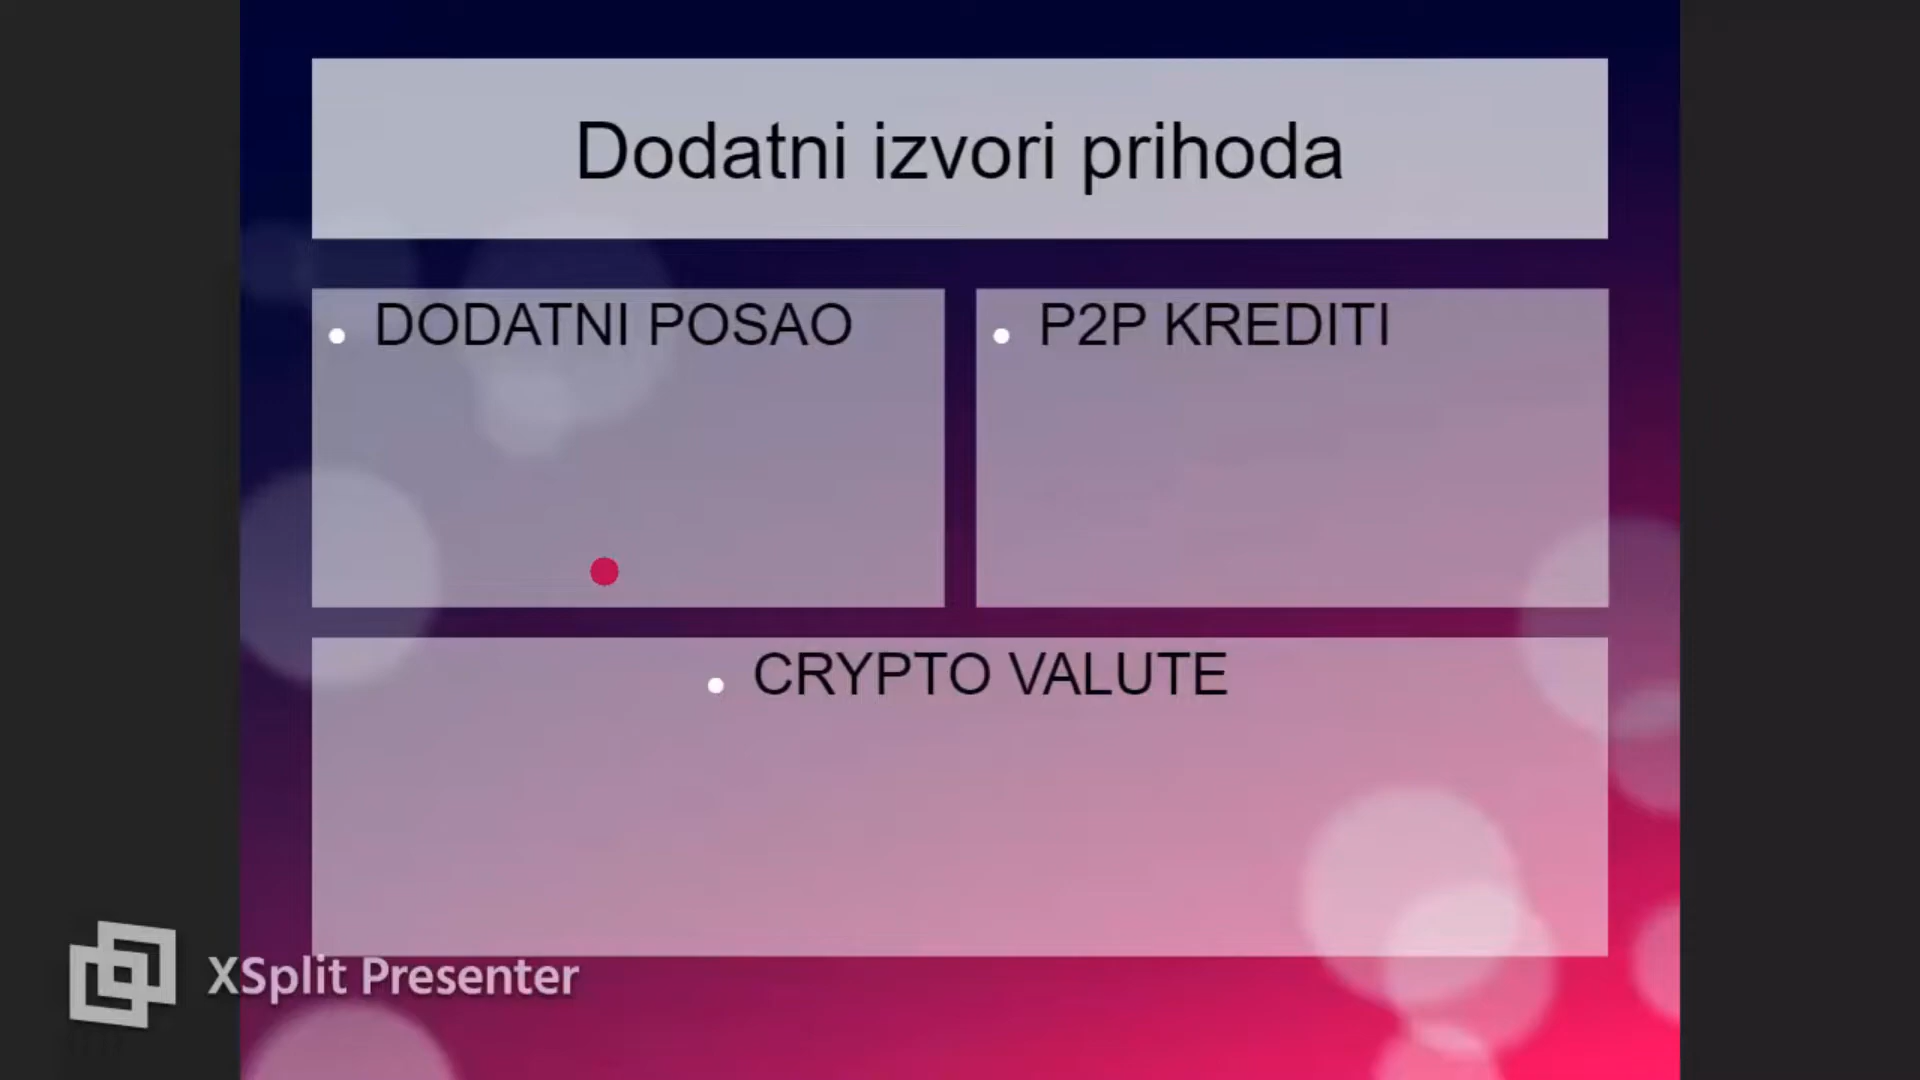 Dodatni izvori prihoda
DODATNI POSAO
P2P KREDITI
CRYPTO VALUTE
XSplit Presenter